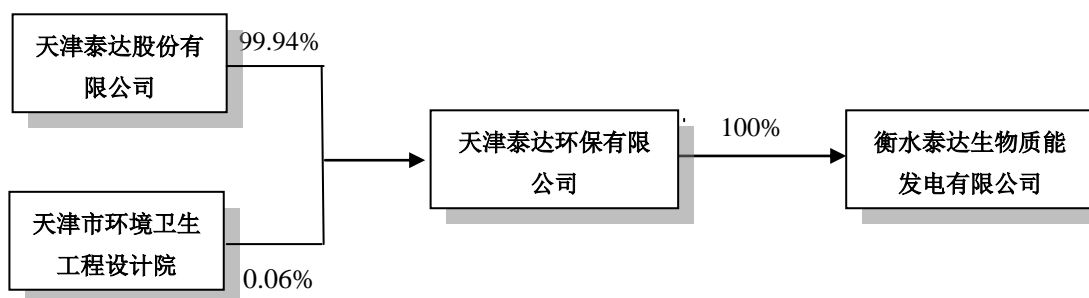 天津泰达股份有
限公司
99.94%
天津市环境卫生
工程设计院
0.06%
天津泰达环保有限
公司
100%
衡水泰达生物质能
发电有限公司